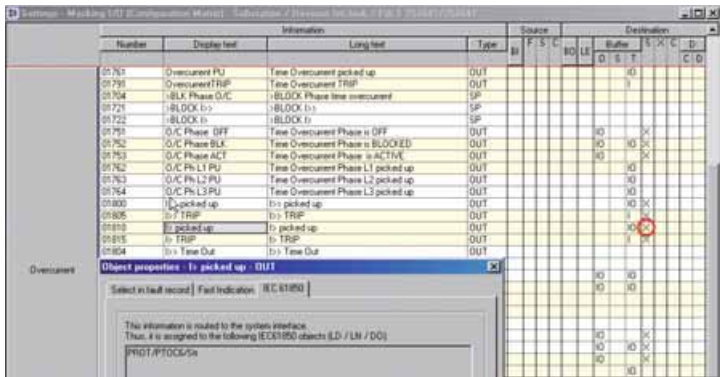 Settings - Masking I/O (Configuration Matrix) -
Information Source Destination
Number Display text Long text Type BI F S C BO LE Buffer S X C D
O S T C D
01761 Overcurrent PU Time Overcurrent picked up OUT IO
01791 OvercurrentTRIP Time Overcurrent TRIP OUT I
01704 >BLK Phase O/C >BLOCK Phase time overcurrent SP
01721 >BLOCK I>> >BLOCK I>> SP
01722 >BLOCK I> >BLOCK I> SP
01751 O/C Phase OFF Time Overcurrent Phase is OFF OUT IO X
01752 O/C Phase BLK Time Overcurrent Phase is BLOCKED OUT IO IO X
01753 O/C Phase ACT Time Overcurrent Phase is ACTIVE OUT IO X
01762 O/C Ph L1 PU Time Overcurrent Phase L1 picked up OUT IO
01763 O/C Ph L2 PU Time Overcurrent Phase L2 picked up OUT IO
01764 O/C Ph L3 PU Time Overcurrent Phase L3 picked up OUT IO
01800 picked up I>> picked up OUT IO X
01805 I>> TRIP I>> TRIP OUT I X
01810 I> picked up I> picked up OUT IO X
01815 I> TRIP I> TRIP OUT I X
01804 I>> Time Out I>> Time Out OUT
Overcurrent
Object properties - I> picked up - OUT
IO IO
Select in fault record Fast Indication IEC 61850
IO IO
This information is routed to the system interface.
Thus, it is assigned to the following IEC61850 objects (LD / LN / DO):
PROT/PTOC6/Str
IO X
IO IO X
IO X
IO